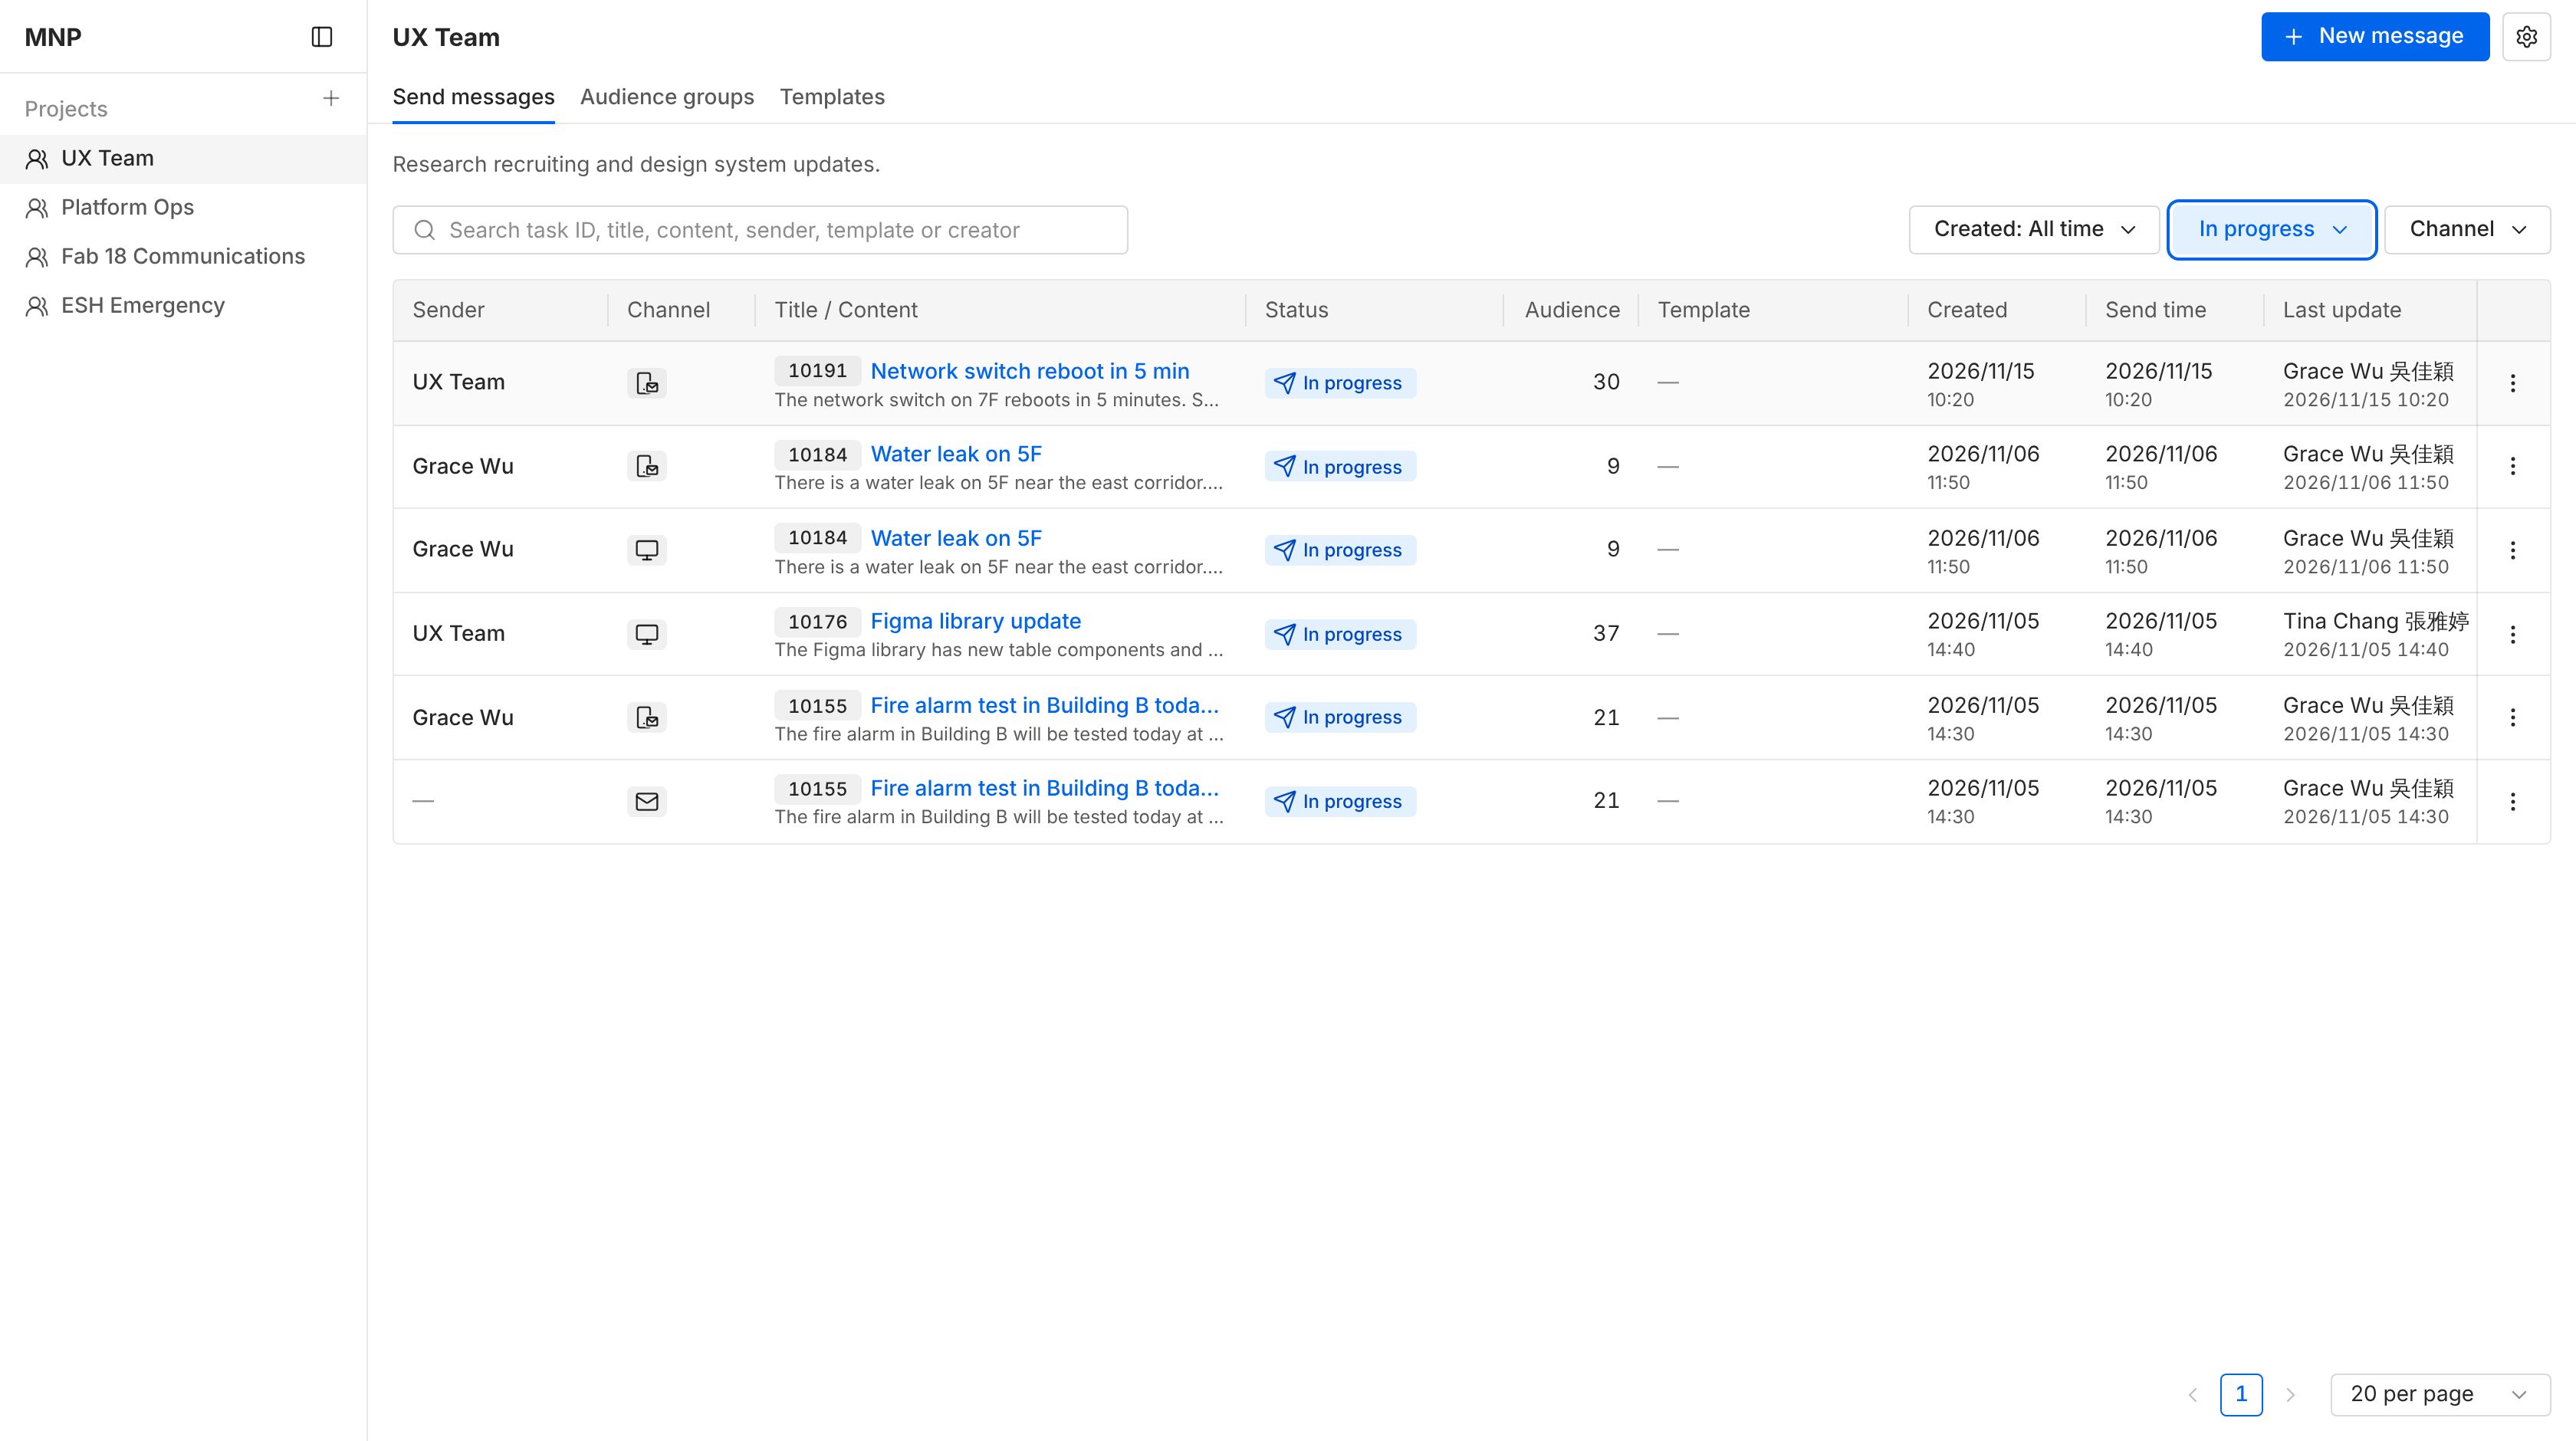 MNP
Projects
UX Team
Platform Ops
Fab 18 Communications
ESH Emergency
UX Team
New message
Send messages Audience groups Templates
Research recruiting and design system updates.
Search task ID, title, content, sender, template or creator
Created: All time In progress Channel
Sender Channel Title / Content Status Audience Template Created Send time Last update
UX Team 10191 Network switch reboot in 5 min In progress 30 — 2026/11/15 2026/11/15 Grace Wu 吳佳穎
The network switch on 7F reboots in 5 minutes. S... 10:20 10:20 2026/11/15 10:20
Grace Wu 10184 Water leak on 5F In progress 9 — 2026/11/06 2026/11/06 Grace Wu 吳佳穎
There is a water leak on 5F near the east corridor.... 11:50 11:50 2026/11/06 11:50
Grace Wu 10184 Water leak on 5F In progress 9 — 2026/11/06 2026/11/06 Grace Wu 吳佳穎
There is a water leak on 5F near the east corridor.... 11:50 11:50 2026/11/06 11:50
UX Team 10176 Figma library update In progress 37 — 2026/11/05 2026/11/05 Tina Chang 張雅婷
The Figma library has new table components and ... 14:40 14:40 2026/11/05 14:40
Grace Wu 10155 Fire alarm test in Building B toda... In progress 21 — 2026/11/05 2026/11/05 Grace Wu 吳佳穎
The fire alarm in Building B will be tested today at ... 14:30 14:30 2026/11/05 14:30
— 10155 Fire alarm test in Building B toda... In progress 21 — 2026/11/05 2026/11/05 Grace Wu 吳佳穎
The fire alarm in Building B will be tested today at ... 14:30 14:30 2026/11/05 14:30
1 20 per page